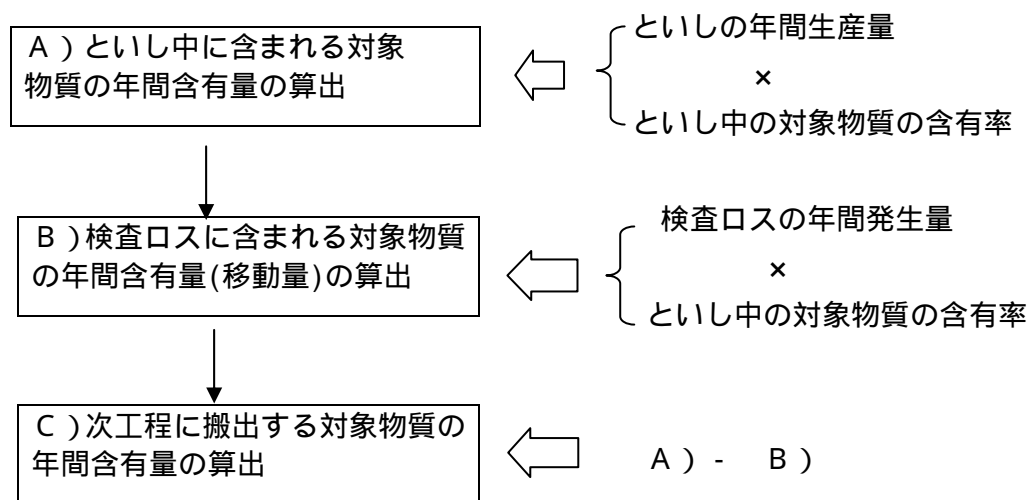 A）といし中に含まれる対象
物質の年間含有量の算出
といしの年間生産量
×
といし中の対象物質の含有率
B）検査ロスに含まれる対象物質
の年間含有量(移動量)の算出
検査ロスの年間発生量
×
といし中の対象物質の含有率
C）次工程に搬出する対象物質の
年間含有量の算出
A）- B）